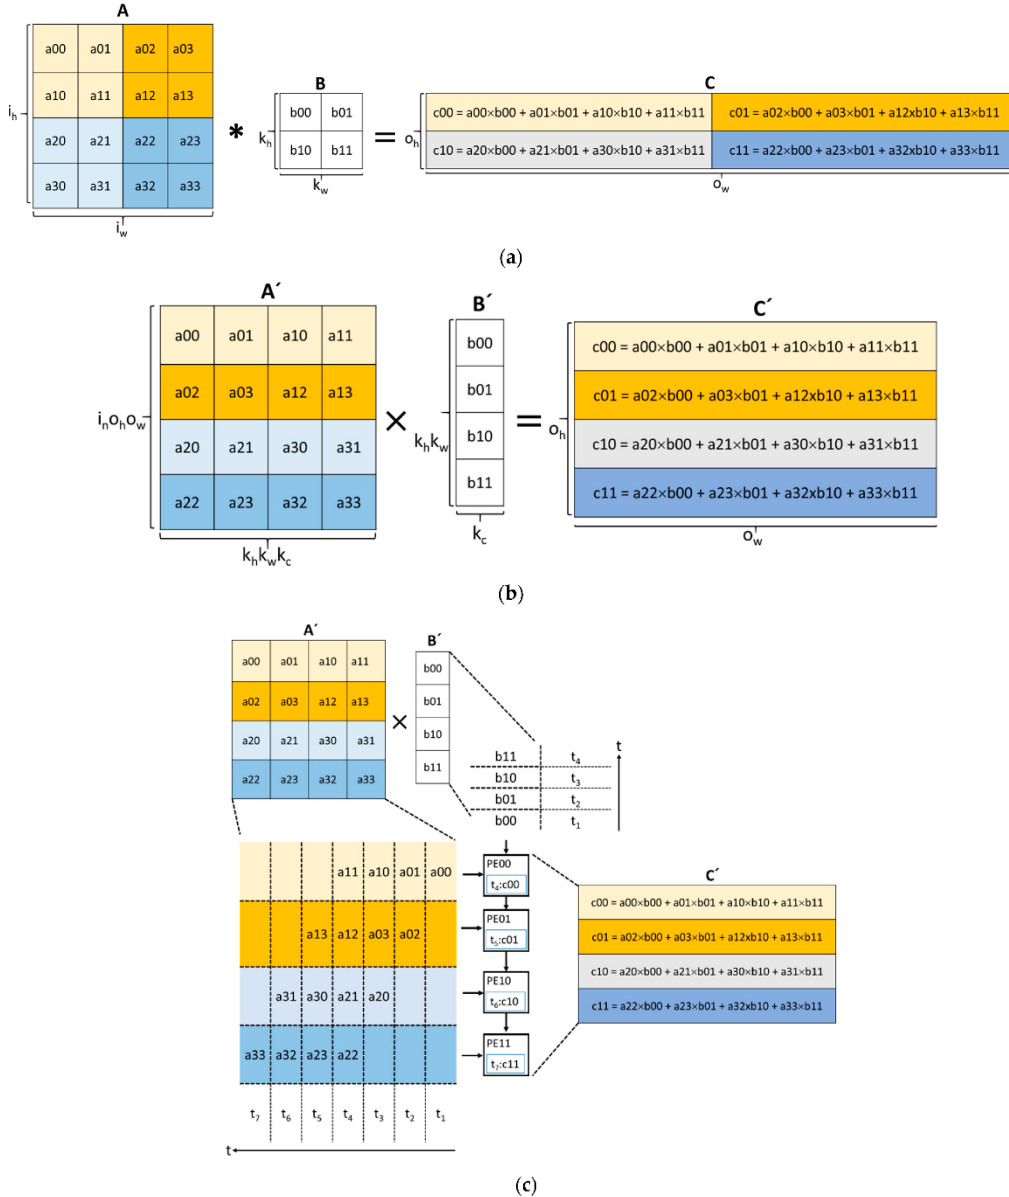 A
a00 a01 a02 a03
a10 a11 a12 a13
a20 a21 a22 a23
a30 a31 a32 a33
ih
iw
*
B
b00 b01
b10 b11
kh
kw
=
C
c00 = a00×b00 + a01×b01 + a10×b10 + a11×b11 c01 = a02×b00 + a03×b01 + a12xb10 + a13×b11
c10 = a20×b00 + a21×b01 + a30×b10 + a31×b11 c11 = a22×b00 + a23×b01 + a32xb10 + a33×b11
oh
ow
(a)
A´
a00 a01 a10 a11
a02 a03 a12 a13
a20 a21 a30 a31
a22 a23 a32 a33
inohow
khkwkc
×
B´
b00
b01
b10
b11
khkw
kc
=
C´
c00 = a00×b00 + a01×b01 + a10×b10 + a11×b11
c01 = a02×b00 + a03×b01 + a12xb10 + a13×b11
c10 = a20×b00 + a21×b01 + a30×b10 + a31×b11
c11 = a22×b00 + a23×b01 + a32xb10 + a33×b11
oh
ow
(b)
A´
a00 a01 a10 a11
a02 a03 a12 a13
a20 a21 a30 a31
a22 a23 a32 a33
×
B´
b00
b01
b10
b11
b11 t4
b10 t3
b01 t2
b00 t1
t
a11 a10 a01 a00
a13 a12 a03 a02
a31 a30 a21 a20
a33 a32 a23 a22
t7 t6 t5 t4 t3 t2 t1
t
PE00
t4:c00
PE01
t5:c01
PE10
t6:c10
PE11
t7:c11
C´
c00 = a00×b00 + a01×b01 + a10×b10 + a11×b11
c01 = a02×b00 + a03×b01 + a12xb10 + a13×b11
c10 = a20×b00 + a21×b01 + a30×b10 + a31×b11
c11 = a22×b00 + a23×b01 + a32xb10 + a33×b11
(c)